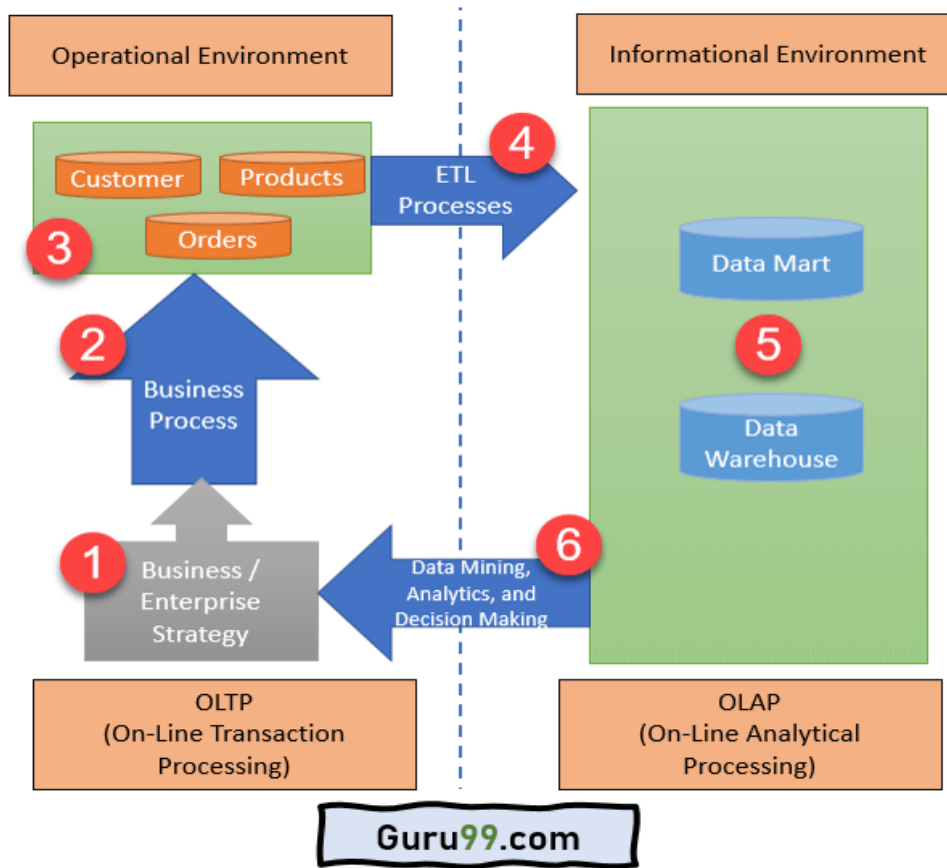 Operational Environment
Informational Environment
Customer
Products
Orders
3
4
ETL
Processes
Data Mart
5
Data
Warehouse
2
Business
Process
1
Business /
Enterprise
Strategy
6
Data Mining,
Analytics, and
Decision Making
OLTP
(On-Line Transaction
Processing)
OLAP
(On-Line Analytical
Processing)
Guru99.com